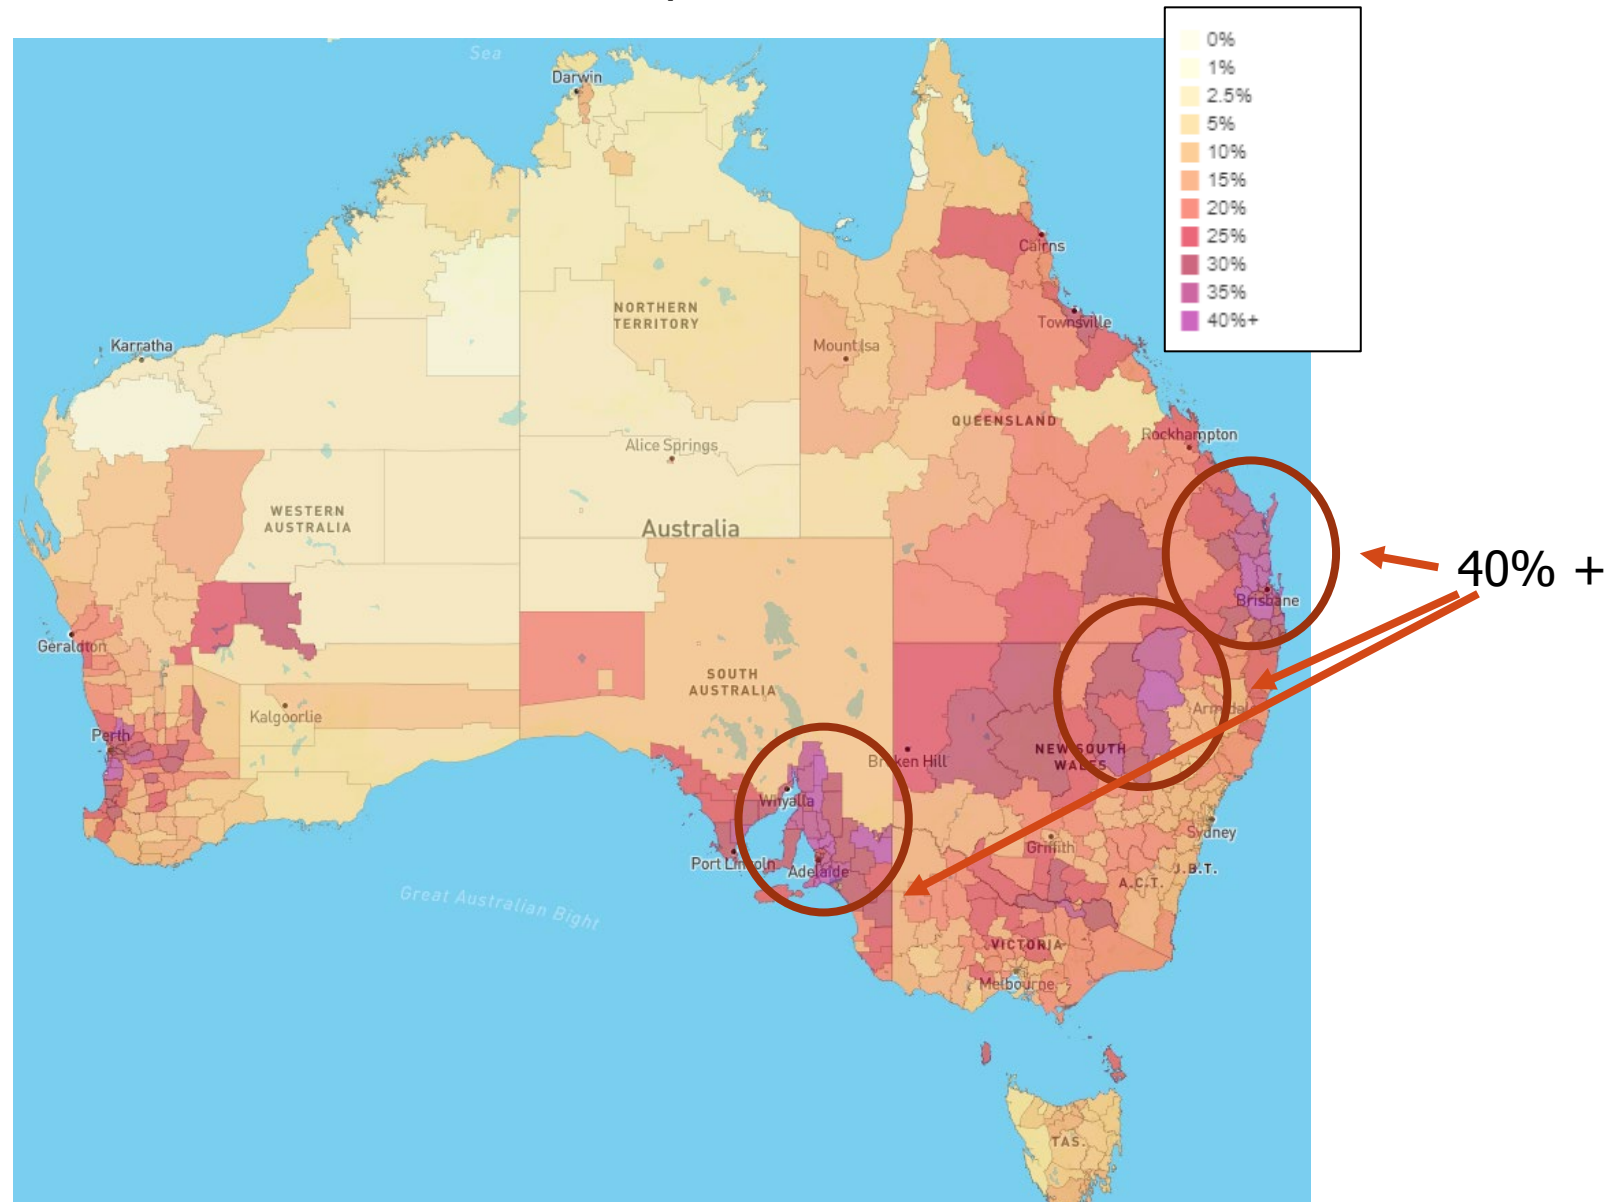 0%
1%
2.5%
5%
10%
15%
20%
25%
30%
35%
40%+
Sea
Darwin
Cairns
NORTHERN
TERRITORY
Townsville
Karratha
Mount Isa
QUEENSLAND
Rockhampton
Alice Springs
WESTERN
AUSTRALIA
Australia
40% +
Brisbane
Geraldton
SOUTH
AUSTRALIA
Kalgoorlie
Armidale
Perth
NEW SOUTH
WALES
Broken Hill
Whyalla
Sydney
Griffith
Port Lincoln
Adelaide
J.B.T.
A.C.T.
Great Australian Bight
VICTORIA
Melbourne
TAS.